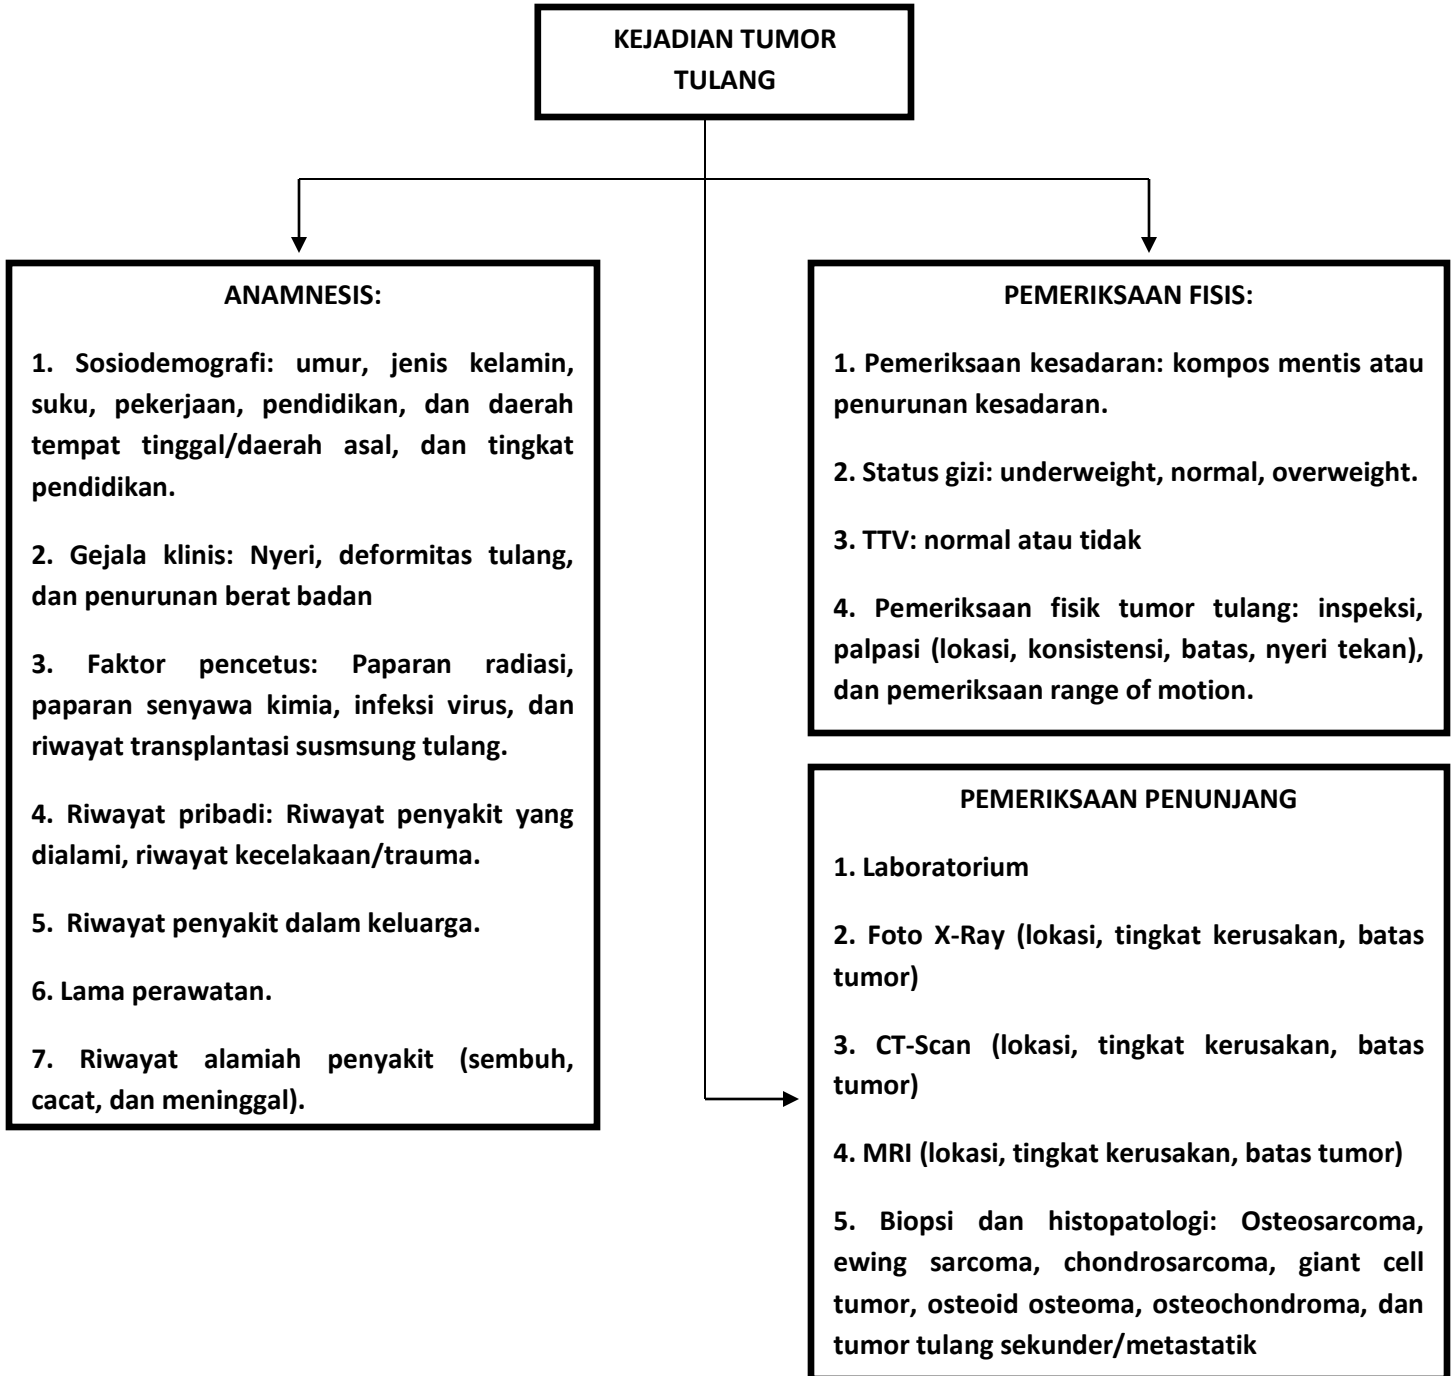 KEJADIAN TUMOR
TULANG
ANAMNESIS:
1. Sosiodemografi: umur, jenis kelamin,
suku, pekerjaan, pendidikan, dan daerah
tempat tinggal/daerah asal, dan tingkat
pendidikan.
2. Gejala klinis: Nyeri, deformitas tulang,
dan penurunan berat badan
3. Faktor pencetus: Paparan radiasi,
paparan senyawa kimia, infeksi virus, dan
riwayat transplantasi susmsung tulang.
4. Riwayat pribadi: Riwayat penyakit yang
dialami, riwayat kecelakaan/trauma.
5. Riwayat penyakit dalam keluarga.
6. Lama perawatan.
7. Riwayat alamiah penyakit (sembuh,
cacat, dan meninggal).
PEMERIKSAAN FISIS:
1. Pemeriksaan kesadaran: kompos mentis atau
penurunan kesadaran.
2. Status gizi: underweight, normal, overweight.
3. TTV: normal atau tidak
4. Pemeriksaan fisik tumor tulang: inspeksi,
palpasi (lokasi, konsistensi, batas, nyeri tekan),
dan pemeriksaan range of motion.
PEMERIKSAAN PENUNJANG
1. Laboratorium
2. Foto X-Ray (lokasi, tingkat kerusakan, batas
tumor)
3. CT-Scan (lokasi, tingkat kerusakan, batas
tumor)
4. MRI (lokasi, tingkat kerusakan, batas tumor)
5. Biopsi dan histopatologi: Osteosarcoma,
ewing sarcoma, chondrosarcoma, giant cell
tumor, osteoid osteoma, osteochondroma, dan
tumor tulang sekunder/metastatik